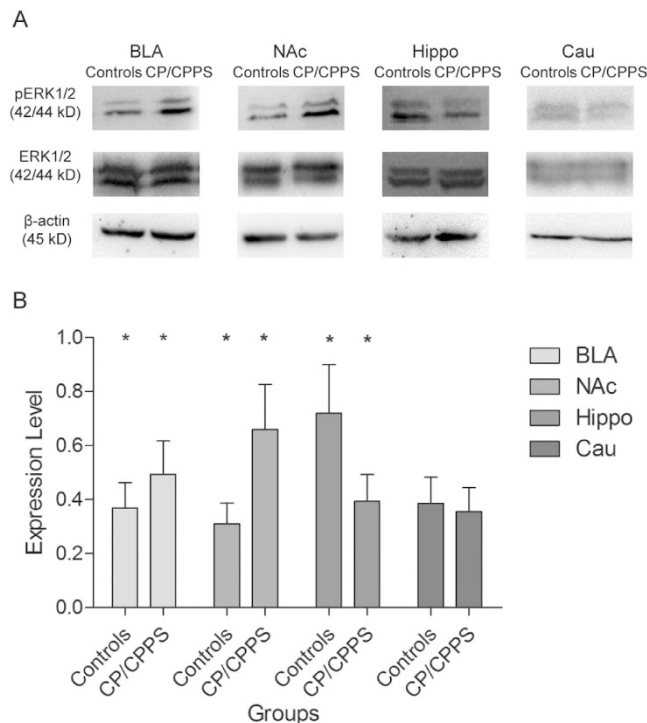 A
BLA NAc Hippo Cau
Controls CP/CPPS Controls CP/CPPS Controls CP/CPPS Controls CP/CPPS
pERK1/2
(42/44 kD)
ERK1/2
(42/44 kD)
β-actin
(45 kD)
B
1.0
0.8
0.6
0.4
0.2
0.0
Expression Level
* * * * * *
BLA
NAc
Hippo
Cau
Controls CP/CPPS Controls CP/CPPS Controls CP/CPPS Controls CP/CPPS
Groups